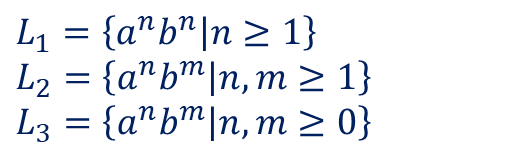 L₁ = {aⁿbⁿ|n ≥ 1}
L₂ = {aⁿbᵐ|n, m ≥ 1}
L₃ = {aⁿbᵐ|n, m ≥ 0}